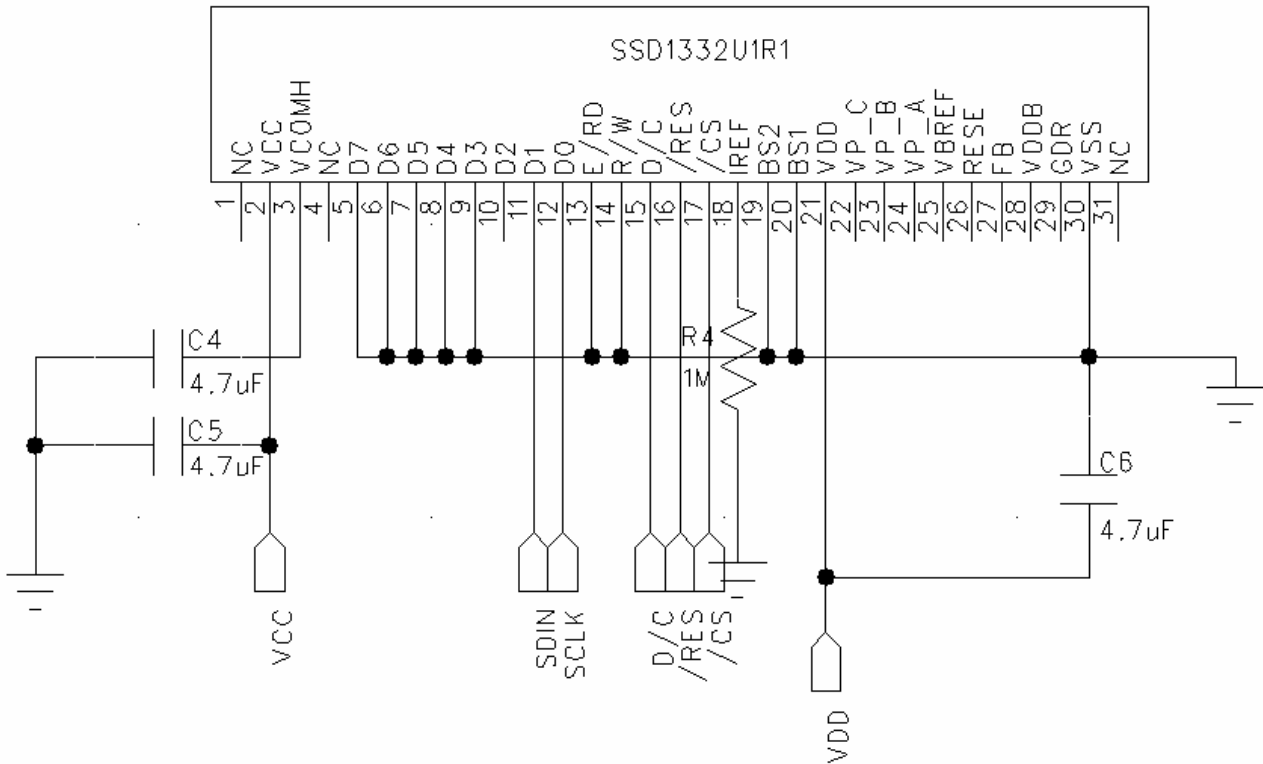 SSD1332U1R1
NC
VCC
VCOMH
NC
D7
D6
D5
D4
D3
D2
D1
D0
E/RD
R/W
D/C
/RES
/CS
IREF
BS2
BS1
VDD
VP_C
VP_B
VP_A
VBREF
RESE
FB
VDDB
GDR
VSS
NC
1
2
3
4
5
6
7
8
9
10
11
12
13
14
15
16
17
18
19
20
21
22
23
24
25
26
27
28
29
30
31
C4
4.7uF
R4
1M
C5
4.7uF
C6
4.7uF
VCC
SDIN
SCLK
D/C
/RES
/CS
VDD